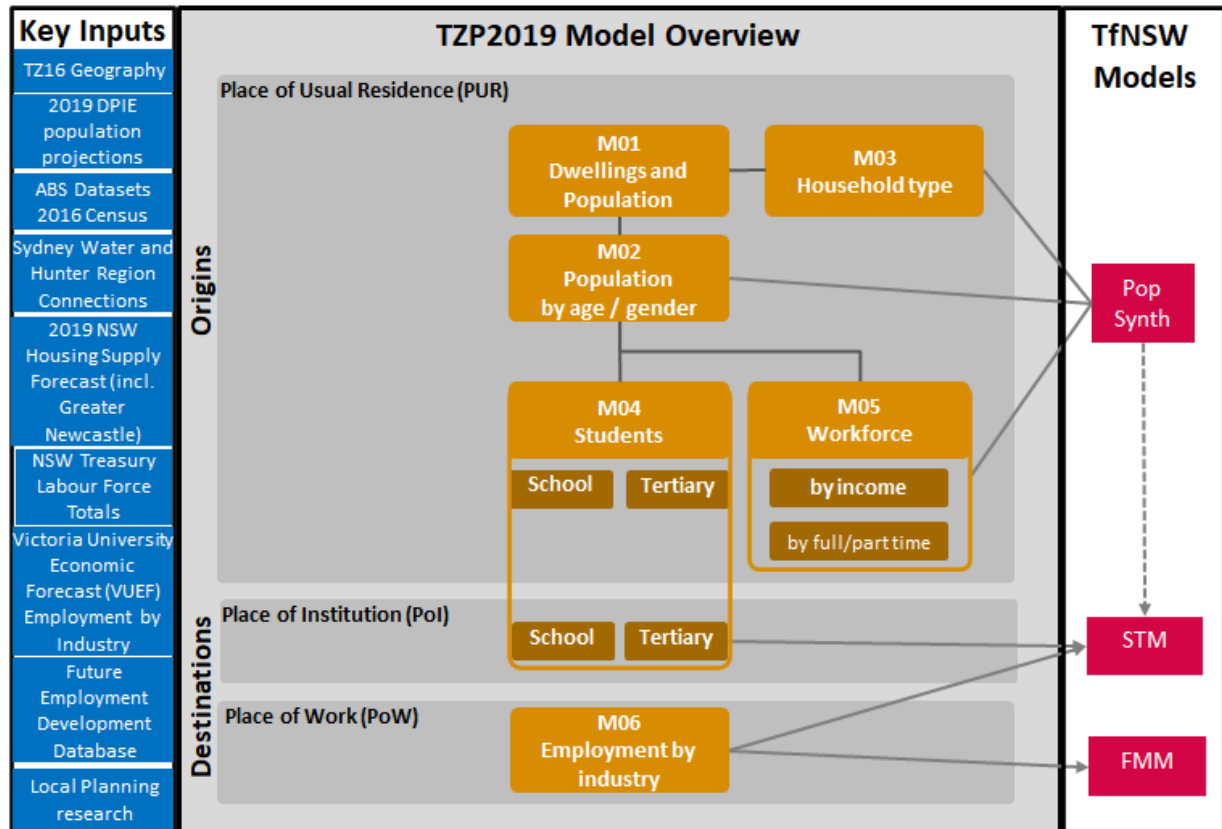 Key Inputs
TZ16 Geography
2019 DPIE
population
projections
ABS Datasets
2016 Census
Sydney Water and
Hunter Region
Connections
2019 NSW
Housing Supply
Forecast (incl.
Greater
Newcastle)
NSW Treasury
Labour Force
Totals
Victoria University
Economic
Forecast (VUEF)
Employment by
Industry
Future
Employment
Development
Database
Local Planning
research
TZP2019 Model Overview
Origins
Place of Usual Residence (PUR)
M01
Dwellings and
Population
M03
Household type
M02
Population
by age / gender
M04
Students
School
Tertiary
M05
Workforce
by income
by full/part time
Destinations
Place of Institution (PoI)
School
Tertiary
Place of Work (PoW)
M06
Employment by
industry
TfNSW
Models
Pop
Synth
STM
FMM